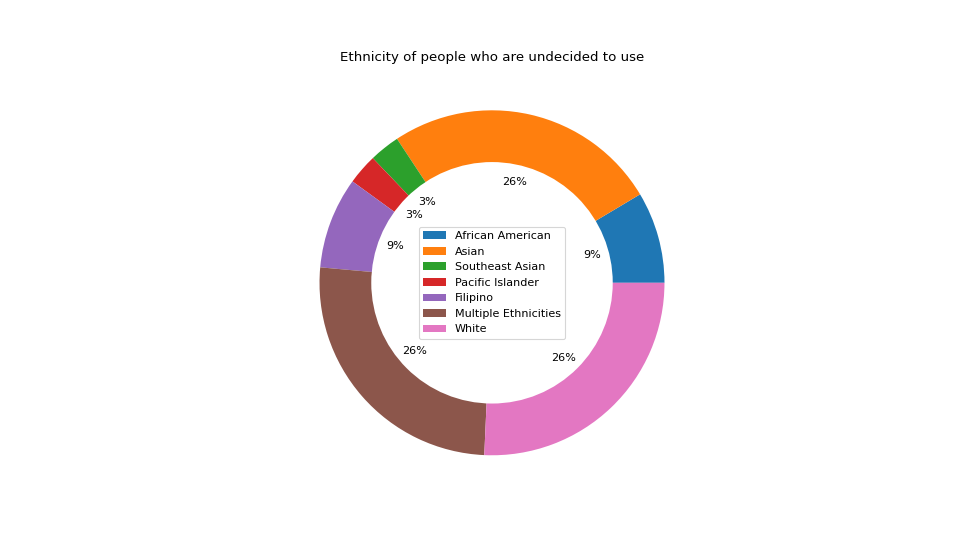 Ethnicity of people who are undecided to use
26%
3%
3%
9%
9%
African American
Asian
Southeast Asian
Pacific Islander
Filipino
Multiple Ethnicities
White
26%
26%